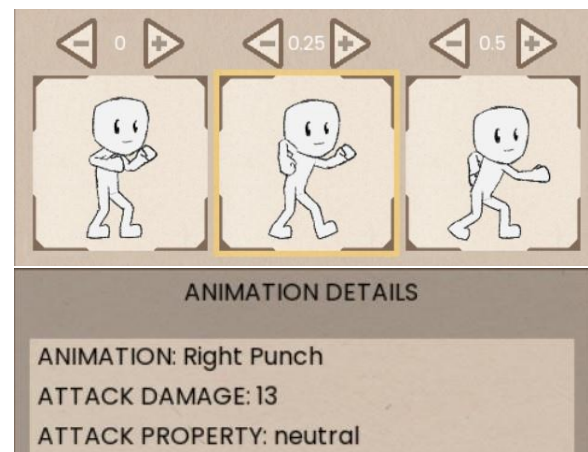 0 0.25 0.5
ANIMATION DETAILS
ANIMATION: Right Punch
ATTACK DAMAGE: 13
ATTACK PROPERTY: neutral